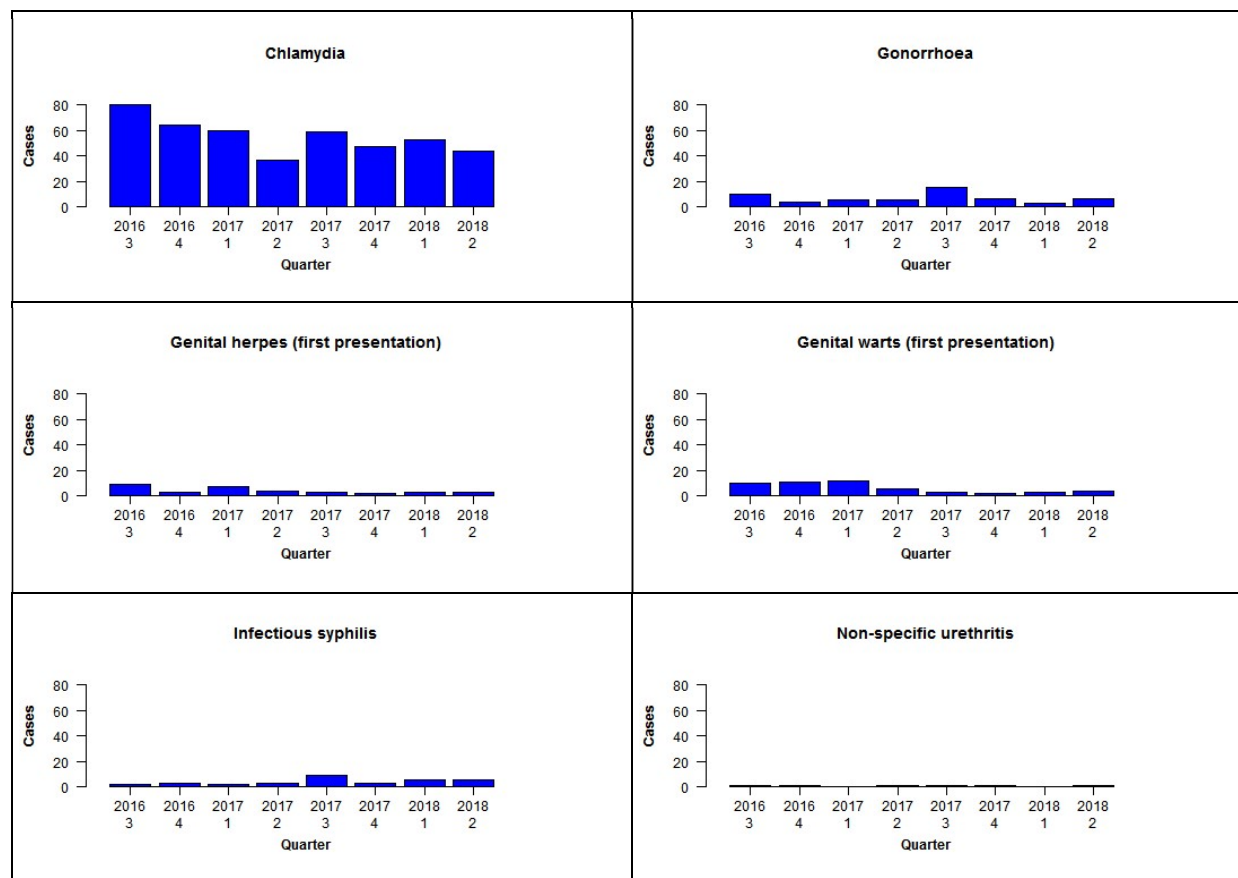 Chlamydia
Cases
80
60
40
20
0
2016 2016 2017 2017 2017 2017 2018 2018
3 4 1 2 3 4 1 2
Quarter
Gonorrhoea
Cases
80
60
40
20
0
2016 2016 2017 2017 2017 2017 2018 2018
3 4 1 2 3 4 1 2
Quarter
Genital herpes (first presentation)
Cases
80
60
40
20
0
2016 2016 2017 2017 2017 2017 2018 2018
3 4 1 2 3 4 1 2
Quarter
Genital warts (first presentation)
Cases
80
60
40
20
0
2016 2016 2017 2017 2017 2017 2018 2018
3 4 1 2 3 4 1 2
Quarter
Infectious syphilis
Cases
80
60
40
20
0
2016 2016 2017 2017 2017 2017 2018 2018
3 4 1 2 3 4 1 2
Quarter
Non-specific urethritis
Cases
80
60
40
20
0
2016 2016 2017 2017 2017 2017 2018 2018
3 4 1 2 3 4 1 2
Quarter